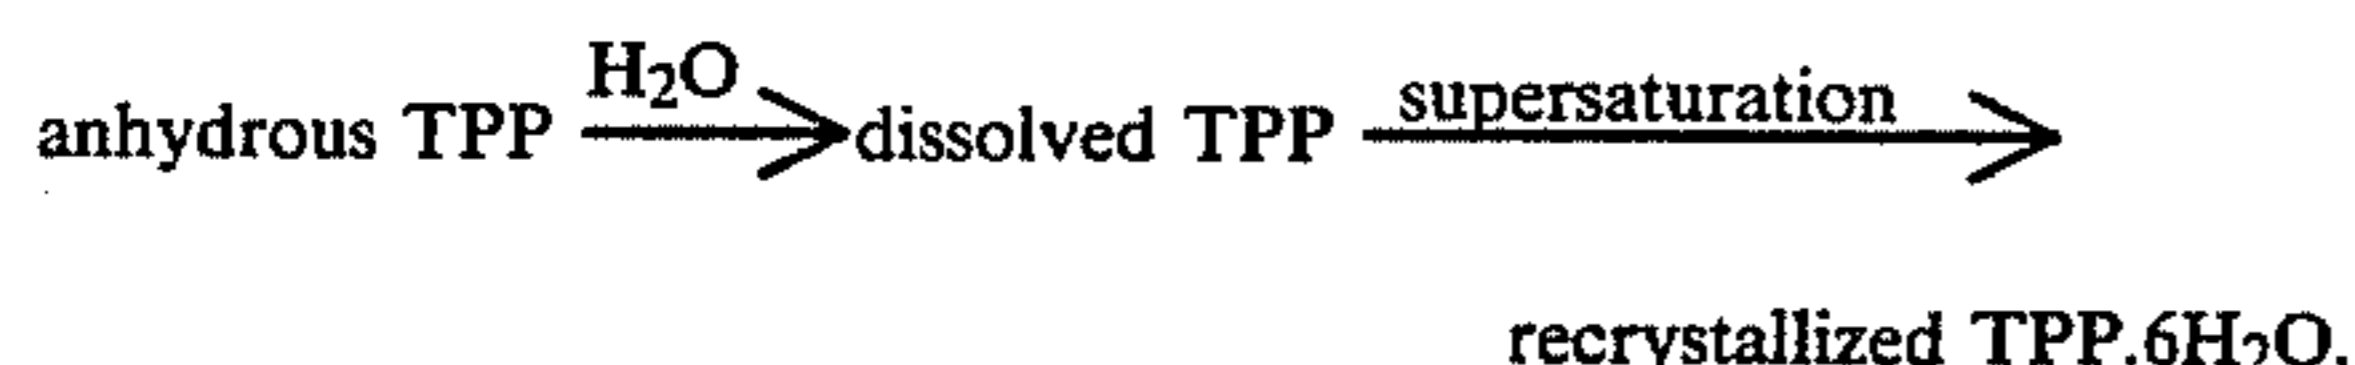 H₂O
anhydrous TPP ⟶ dissolved TPP supersaturation ⟶
recrystallized TPP.6H₂O.